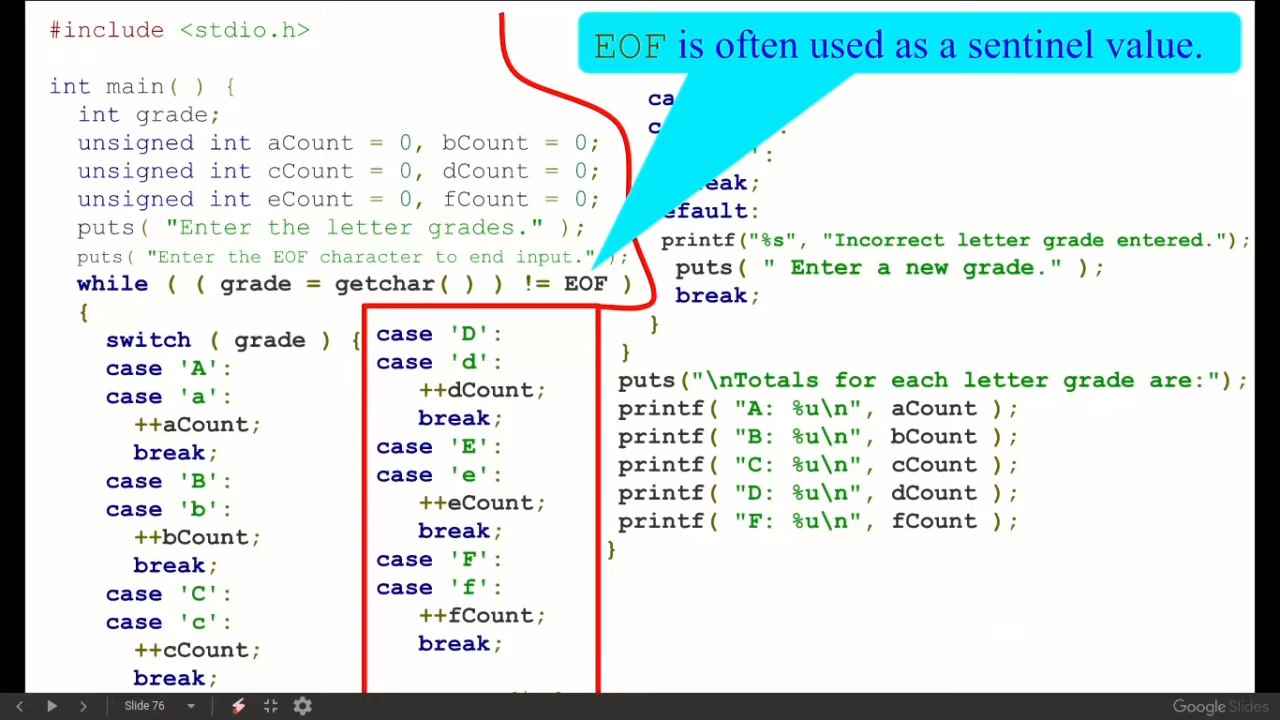 #include <stdio.h>
int main( ) {
int grade;
unsigned int aCount = 0, bCount = 0;
unsigned int cCount = 0, dCount = 0;
unsigned int eCount = 0, fCount = 0;
puts( "Enter the letter grades." );
puts( "Enter the EOF character to end input." );
while ( ( grade = getchar( ) ) != EOF )
{
switch ( grade ) {
case 'A':
case 'a':
++aCount;
break;
case 'B':
case 'b':
++bCount;
break;
case 'C':
case 'c':
++cCount;
break;
case 'D':
case 'd':
++dCount;
break;
case 'E':
case 'e':
++eCount;
break;
case 'F':
case 'f':
++fCount;
break;
EOF is often used as a sentinel value.
ca
:
':
eak;
efault:
printf("%s", "Incorrect letter grade entered.");
puts( " Enter a new grade." );
break;
}
}
puts("\nTotals for each letter grade are:");
printf( "A: %u\n", aCount );
printf( "B: %u\n", bCount );
printf( "C: %u\n", cCount );
printf( "D: %u\n", dCount );
printf( "F: %u\n", fCount );
}
Slide 76
Google Slides